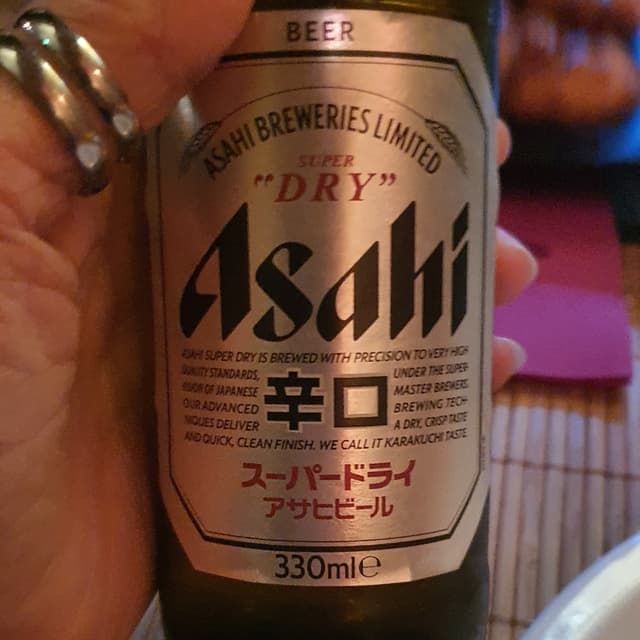 BEER
ASAHI BREWERIES LIMITED
SUPER
"DRY"
Asahi
ASAHI SUPER DRY IS BREWED WITH PRECISION TO VERY HIGH
QUALITY STANDARDS, UNDER THE SUPER-
VISION OF JAPANESE MASTER BREWERS.
OUR ADVANCED BREWING TECH-
NIQUES DELIVER A DRY, CRISP TASTE
辛口
AND QUICK, CLEAN FINISH. WE CALL IT KARAKUCHI TASTE.
スーパードライ
アサヒビール
330ml℮